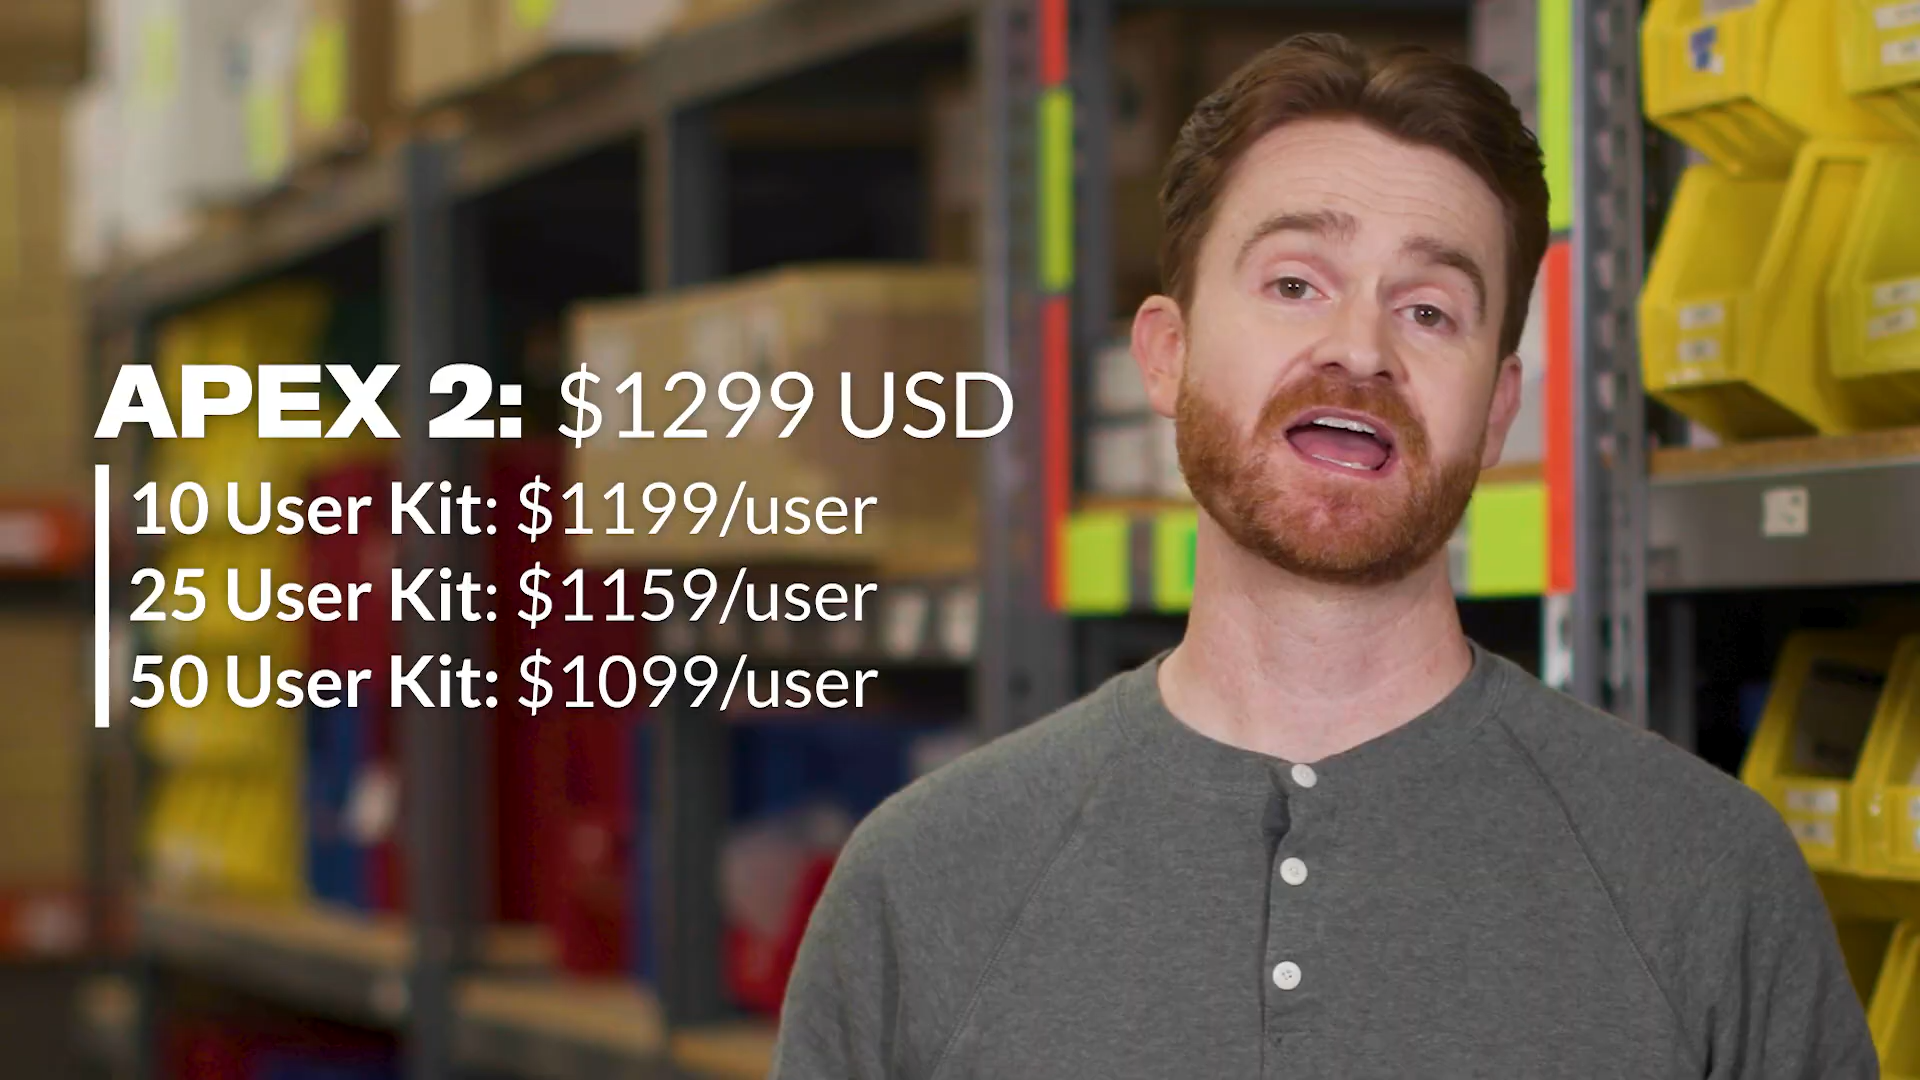 APEX 2: $1299 USD
10 User Kit: $1199/user
25 User Kit: $1159/user
50 User Kit: $1099/user